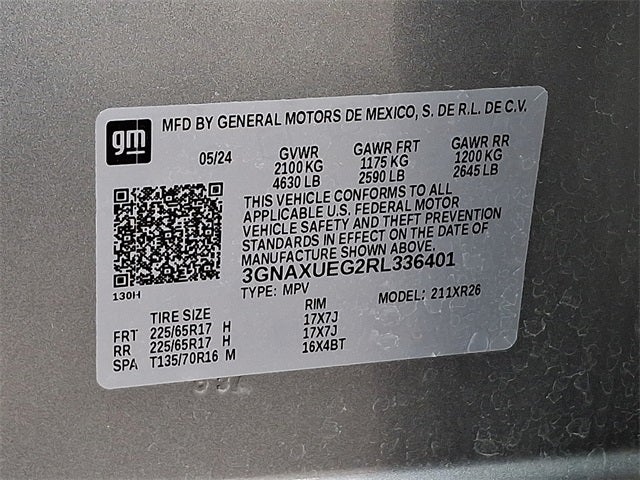 gm
MFD BY GENERAL MOTORS DE MEXICO, S. DE R.L. DE C.V.
05/24 GVWR GAWR FRT GAWR RR
2100 KG 1175 KG 1200 KG
4630 LB 2590 LB 2645 LB
THIS VEHICLE CONFORMS TO ALL
APPLICABLE U.S. FEDERAL MOTOR
VEHICLE SAFETY AND THEFT PREVENTION
STANDARDS IN EFFECT ON THE DATE OF
MANUFACTURE SHOWN ABOVE.
3GNAXUEG2RL336401
130H
TYPE: MPV MODEL: 211XR26
TIRE SIZE RIM
FRT 225/65R17 H 17X7J
RR 225/65R17 H 17X7J
SPA T135/70R16 M 16X4BT